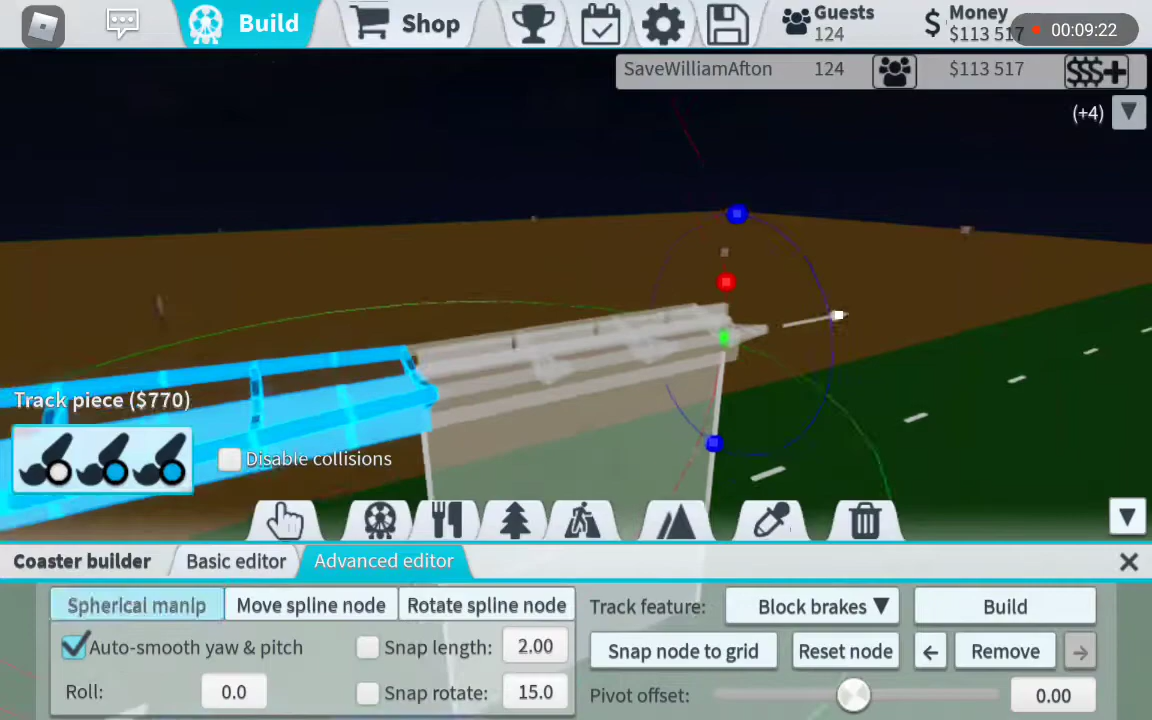 Build
Shop
Guests
124
Money
$113 517
00:09:22
SaveWilliamAfton 124 $113 517 $$$+
(+4)
Track piece ($770)
Disable collisions
Coaster builder Basic editor Advanced editor
Spherical manip Move spline node Rotate spline node Track feature: Block brakes Build
Auto-smooth yaw & pitch Snap length: 2.00 Snap node to grid Reset node Remove
Roll: 0.0 Snap rotate: 15.0 Pivot offset: 0.00